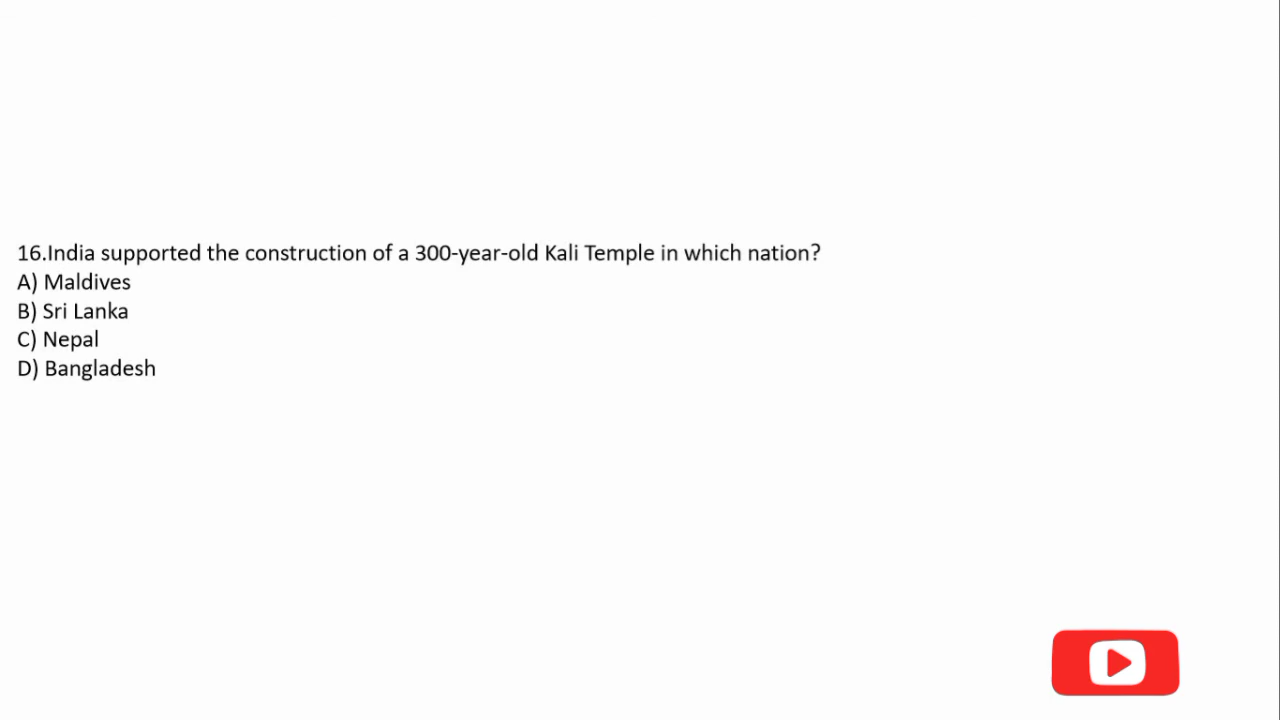 16.India supported the construction of a 300-year-old Kali Temple in which nation?
A) Maldives
B) Sri Lanka
C) Nepal
D) Bangladesh